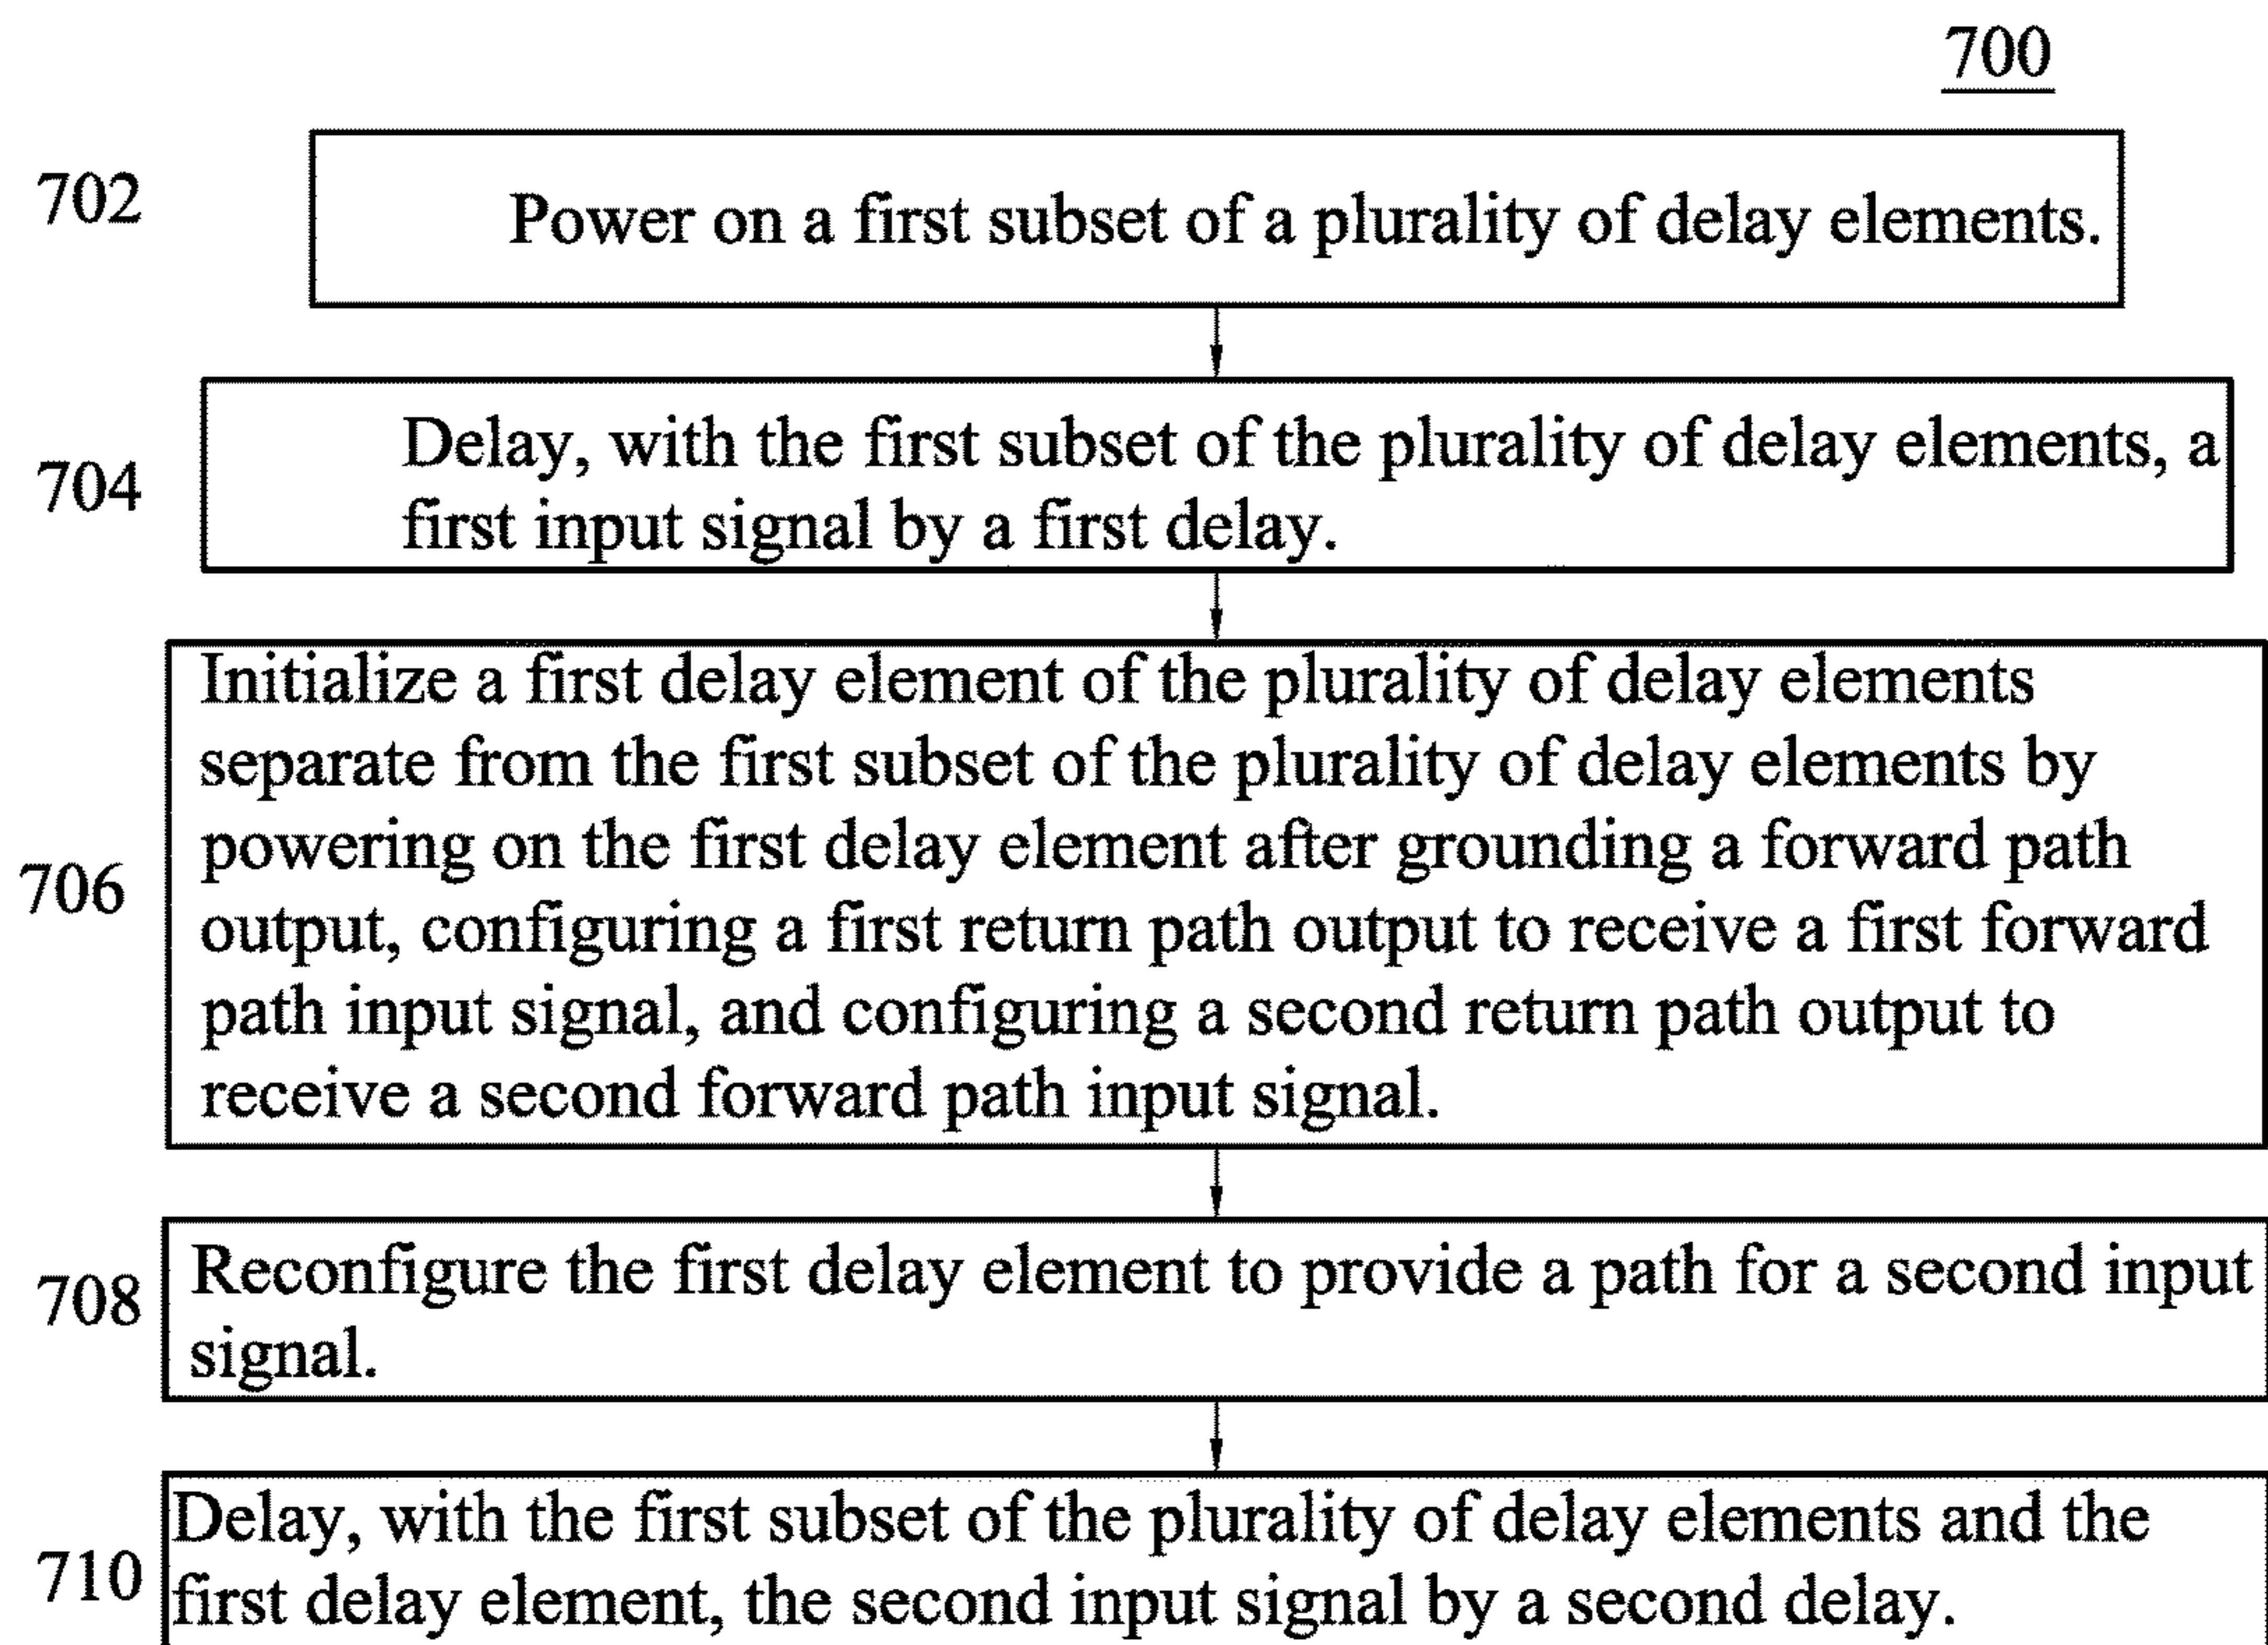 700
702
Power on a first subset of a plurality of delay elements.
704
Delay, with the first subset of the plurality of delay elements, a
first input signal by a first delay.
706
Initialize a first delay element of the plurality of delay elements
separate from the first subset of the plurality of delay elements by
powering on the first delay element after grounding a forward path
output, configuring a first return path output to receive a first forward
path input signal, and configuring a second return path output to
receive a second forward path input signal.
708
Reconfigure the first delay element to provide a path for a second input
signal.
710
Delay, with the first subset of the plurality of delay elements and the
first delay element, the second input signal by a second delay.